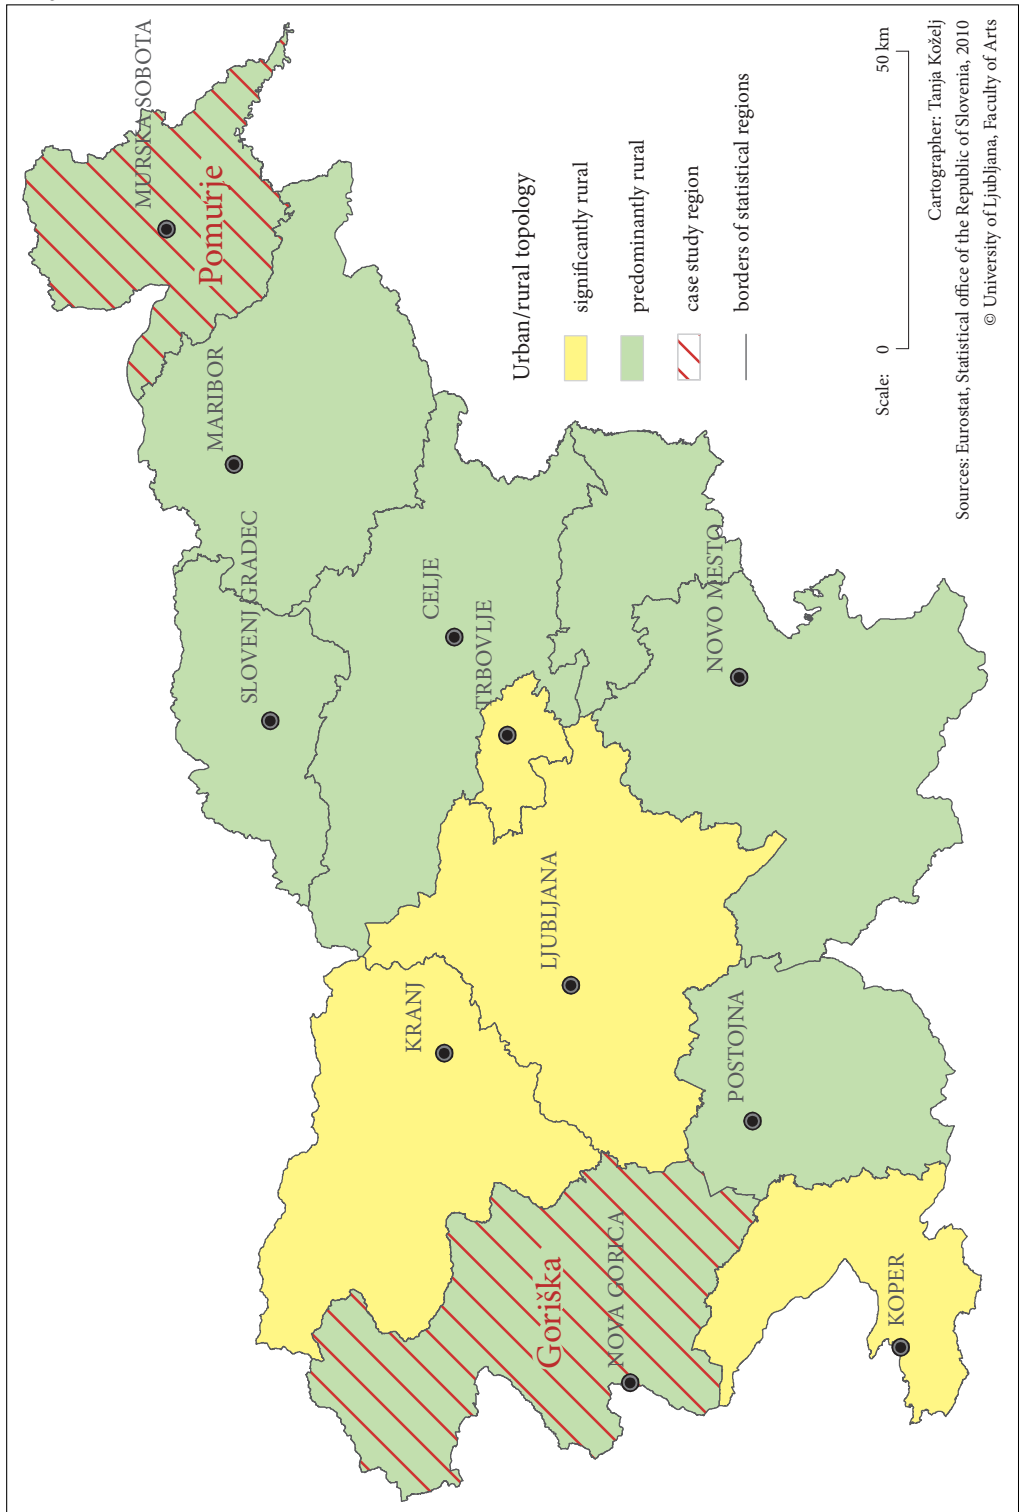 MURSKA SOBOTA
Pomurje
MARIBOR
SLOVENJ GRADEC
CELJE
TRBOVLJE
NOVO MESTO
KRANJ
LJUBLJANA
POSTOJNA
Goriška
NOVA GORICA
KOPER
Urban/rural topology
significantly rural
predominantly rural
case study region
borders of statistical regions
Scale: 0 50 km
Cartographer: Tanja Koželj
Sources: Eurostat, Statistical office of the Republic of Slovenia, 2010
© University of Ljubljana, Faculty of Arts